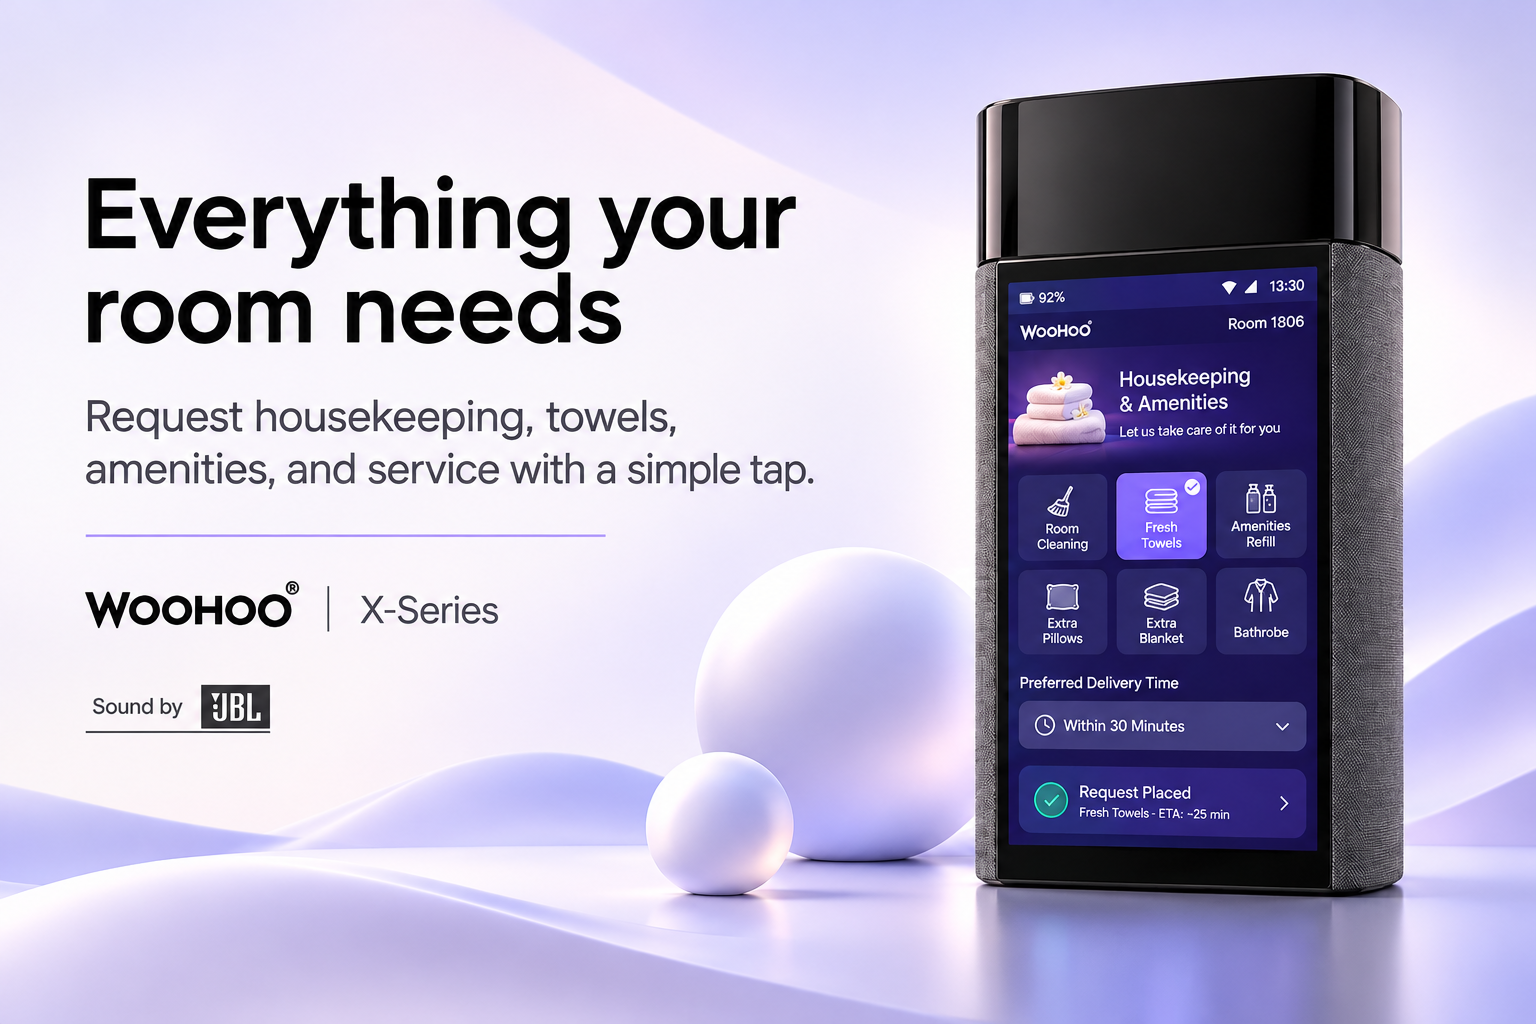 Everything your
room needs
Request housekeeping, towels,
amenities, and service with a simple tap.
WOOHOO® | X-Series
Sound by JBL
92% 13:30
WOOHOO® Room 1806
Housekeeping
& Amenities
Let us take care of it for you
Room
Cleaning
Fresh
Towels
Amenities
Refill
Extra
Pillows
Extra
Blanket
Bathrobe
Preferred Delivery Time
Within 30 Minutes
Request Placed
Fresh Towels - ETA: ~25 min